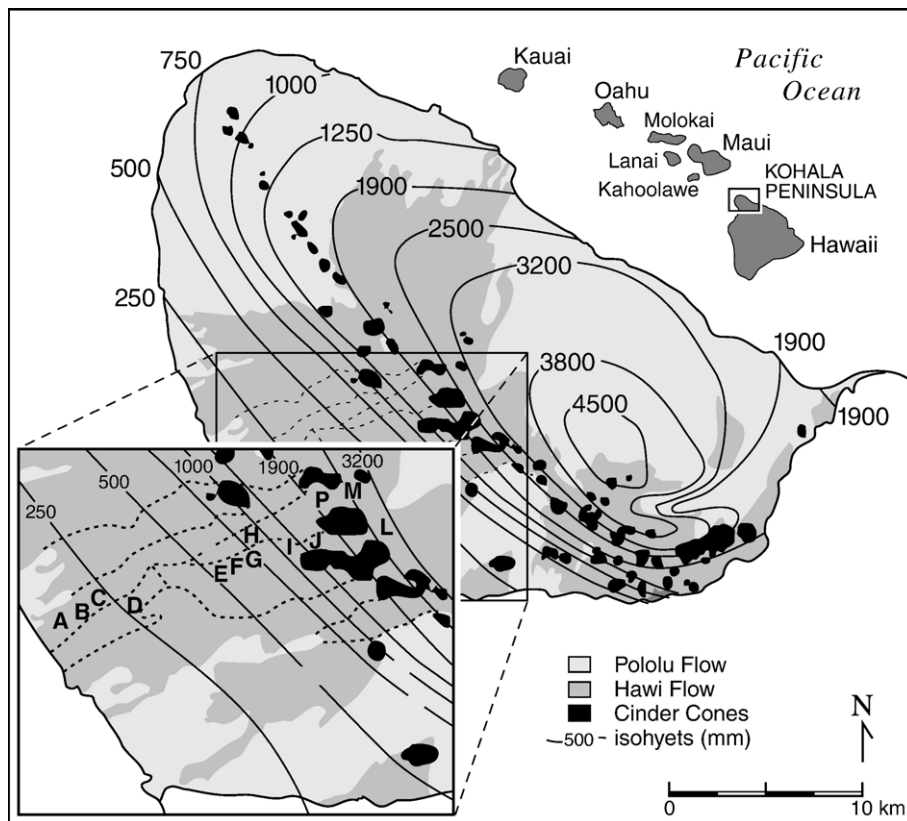 750
Kauai
Pacific
Ocean
1000
Oahu
Molokai
1250
Maui
500
Lanai
KOHALA
PENINSULA
1900
Kahoolawe
2500
Hawaii
3200
250
1900
3800
1900
4500
1000
1900
3200
500
250
P
M
L
H
I
J
G
E
F
C
B
D
A
Pololu Flow
Hawi Flow
Cinder Cones
500
isohyets (mm)
N
0
10 km